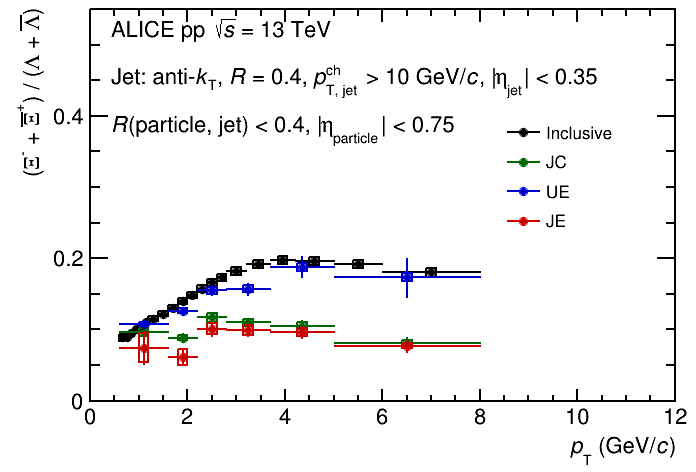 (Ξ⁻ + Ξ̅⁺) / (Λ + Λ̅)
ALICE pp √s = 13 TeV
Jet: anti-k_T, R = 0.4, p_T, jet^ch > 10 GeV/c, |η_jet| < 0.35
R(particle, jet) < 0.4, |η_particle| < 0.75
Inclusive
JC
UE
JE
0.4
0.2
0
0 2 4 6 8 10 12
p_T (GeV/c)